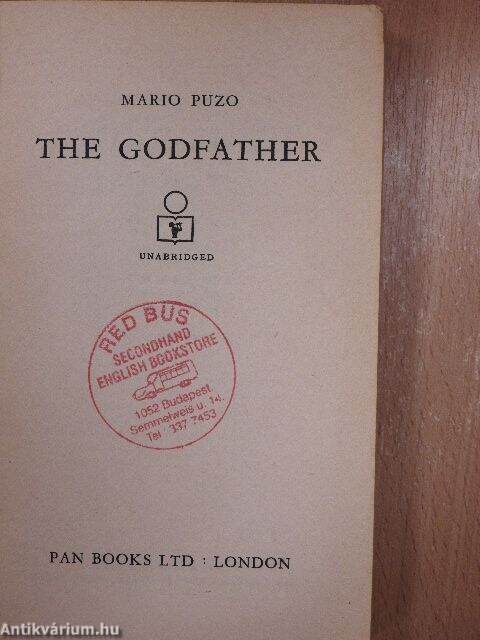 MARIO PUZO
THE GODFATHER
UNABRIDGED
RED BUS
SECONDHAND
ENGLISH BOOKSTORE
1052 Budapest
Semmelweis u. 14.
Tel : 337 7453
PAN BOOKS LTD : LONDON
Antikvárium.hu